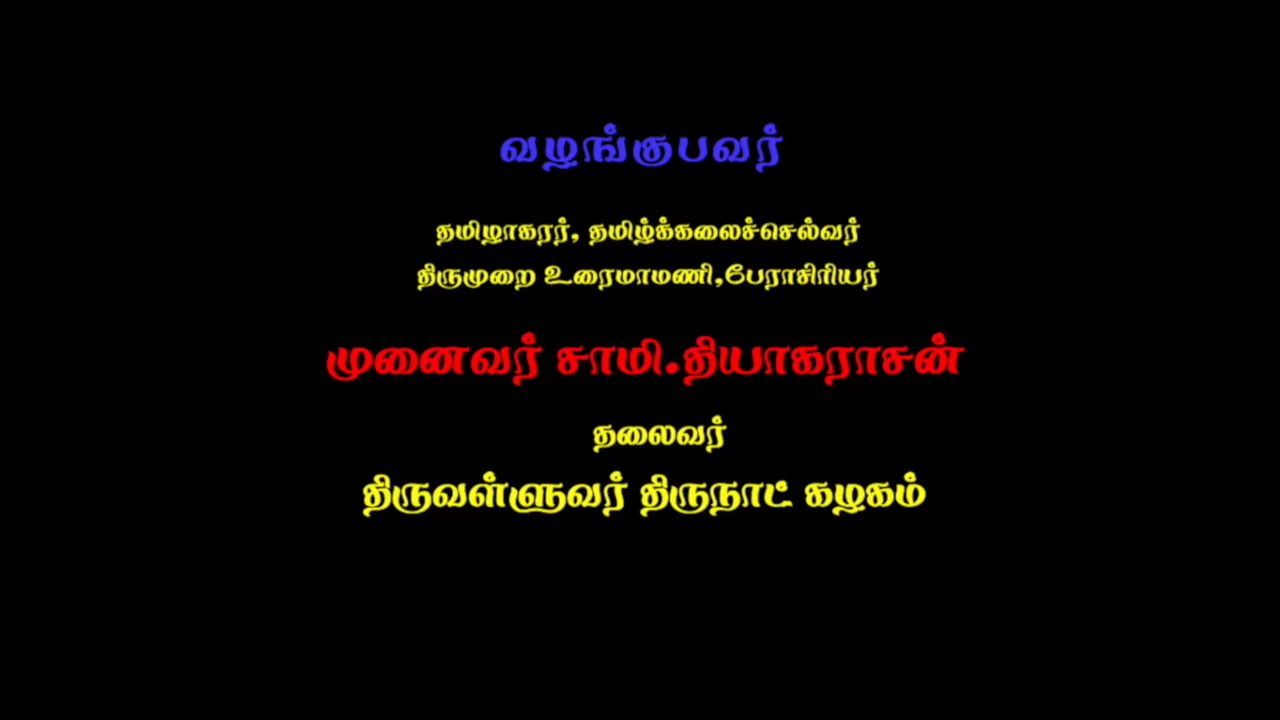 வழங்குபவர்
தமிழாகரர், தமிழ்க்கலைச்செல்வர்
திருமுறை உரைமாமணி,பேராசிரியர்
முனைவர் சாமி.தியாகராசன்
தலைவர்
திருவள்ளுவர் திருநாட் கழகம்